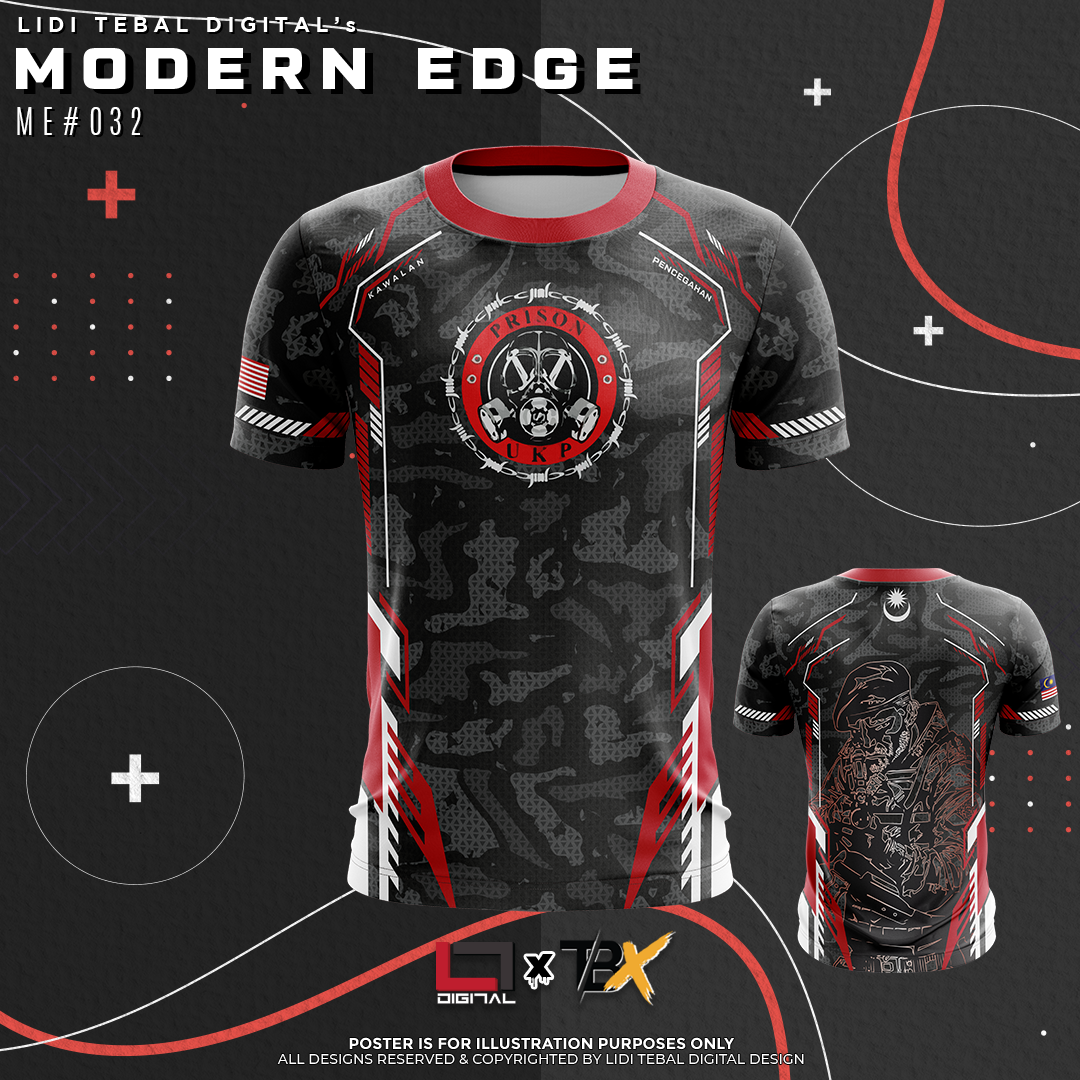 LIDI TEBAL DIGITAL's
MODERN EDGE
ME#032
KAWALAN
PENCEGAHAN
PRISON
UKP
DIGITAL
X
TBX
POSTER IS FOR ILLUSTRATION PURPOSES ONLY
ALL DESIGNS RESERVED & COPYRIGHTED BY LIDI TEBAL DIGITAL DESIGN